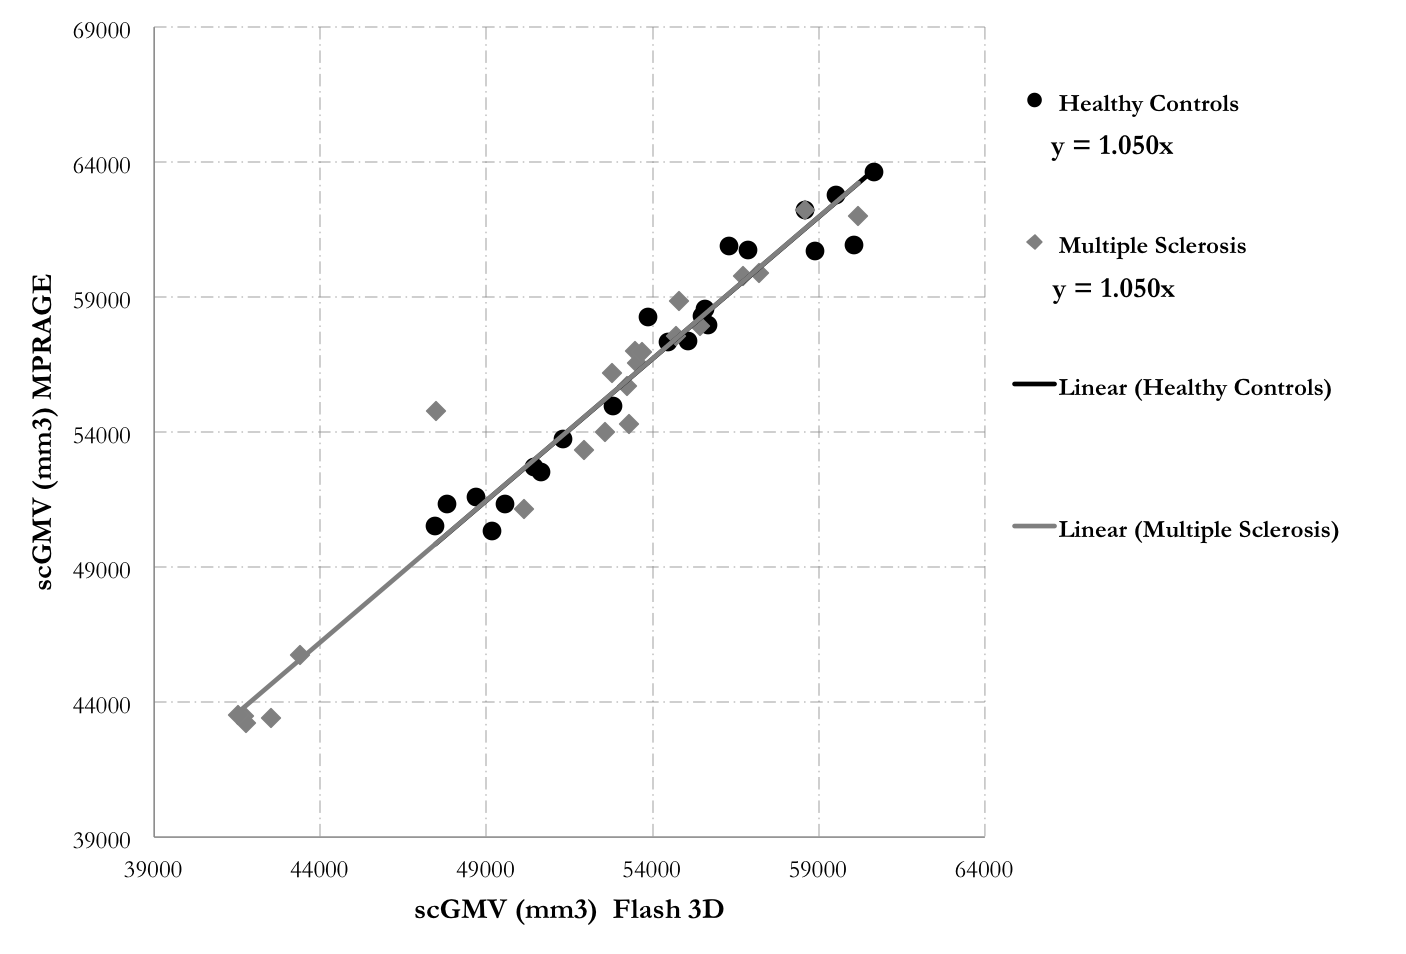 69000
64000
59000
54000
49000
44000
39000
39000 44000 49000 54000 59000 64000
scGMV (mm3) MPRAGE
scGMV (mm3)  Flash 3D
Healthy Controls
y = 1.050x
Multiple Sclerosis
y = 1.050x
Linear (Healthy Controls)
Linear (Multiple Sclerosis)